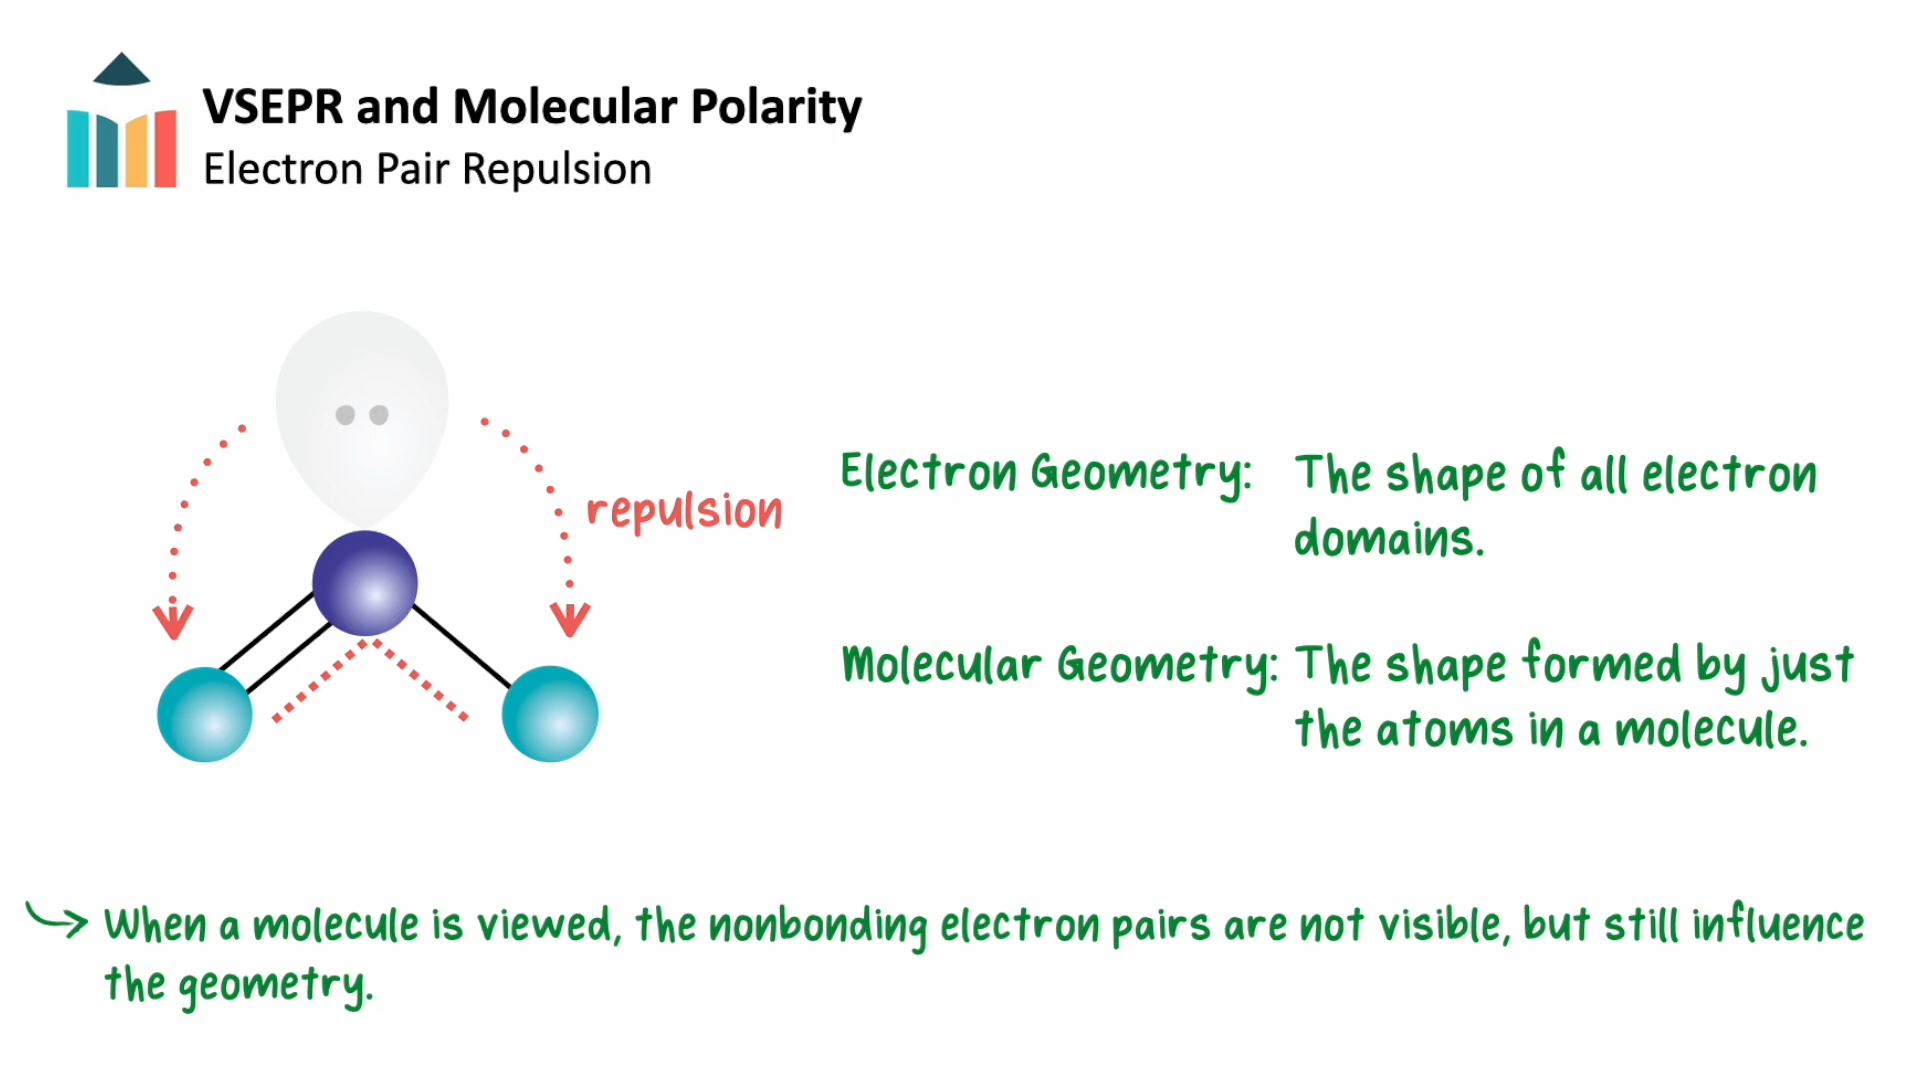 VSEPR and Molecular Polarity
Electron Pair Repulsion
repulsion
Electron Geometry: The shape of all electron
domains.
Molecular Geometry: The shape formed by just
the atoms in a molecule.
When a molecule is viewed, the nonbonding electron pairs are not visible, but still influence
the geometry.